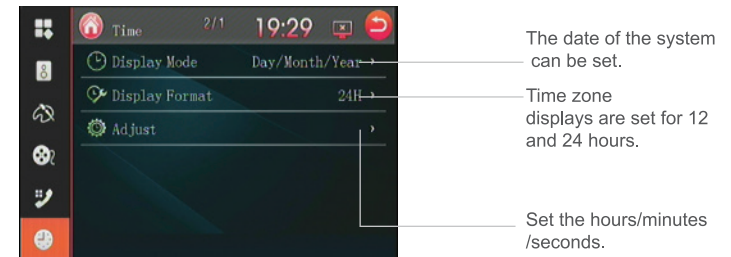 Time 2/1 19:29
Display Mode Day/Month/Year
Display Format 24H
Adjust
The date of the system
can be set.
Time zone
displays are set for 12
and 24 hours.
Set the hours/minutes
/seconds.